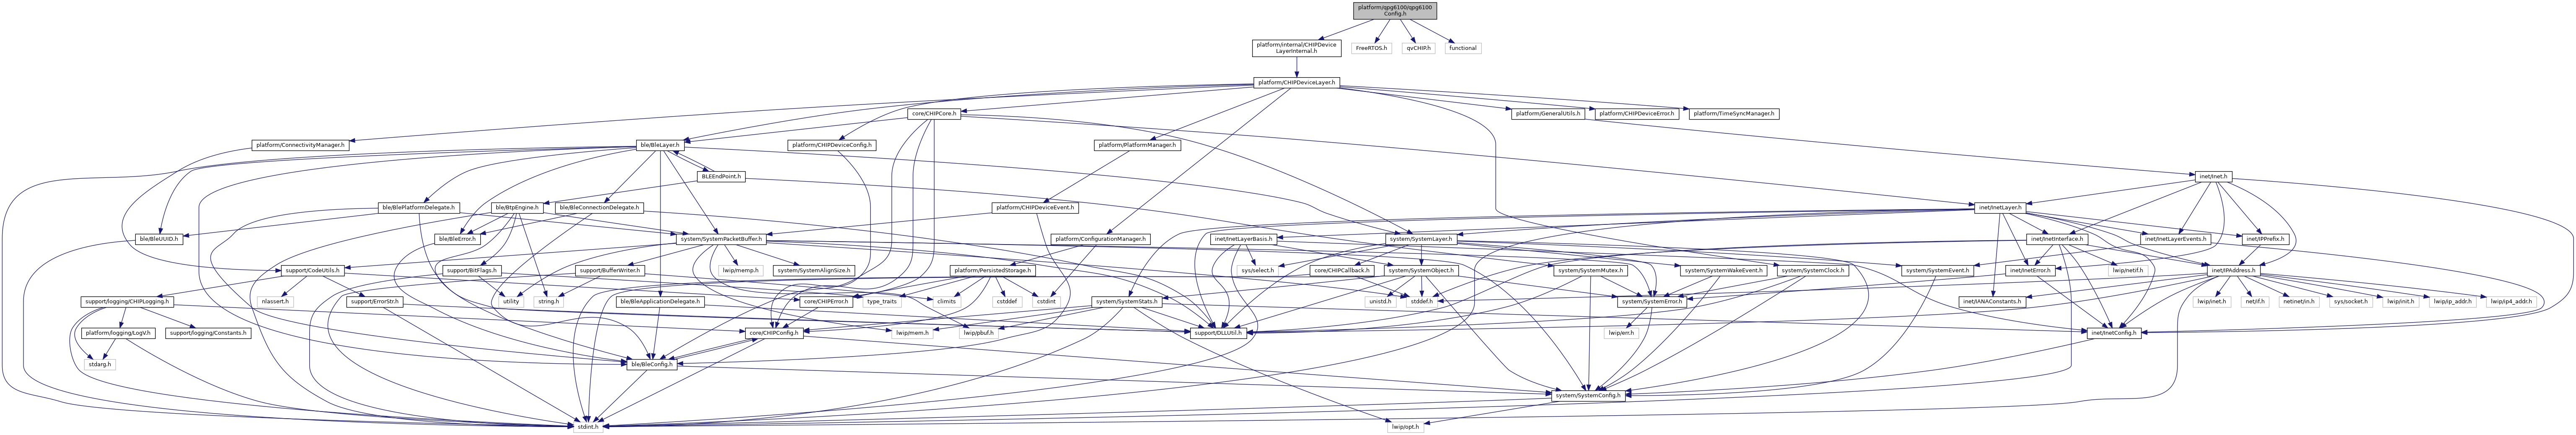 platform/qpg6100/qpg6100
Config.h
platform/internal/CHIPDevice
LayerInternal.h
FreeRTOS.h
qvCHIP.h
functional
platform/CHIPDeviceLayer.h
core/CHIPCore.h
platform/GeneralUtils.h
platform/CHIPDeviceError.h
platform/TimeSyncManager.h
platform/ConnectivityManager.h
ble/BleLayer.h
platform/CHIPDeviceConfig.h
platform/PlatformManager.h
BLEEndPoint.h
inet/Inet.h
ble/BlePlatformDelegate.h
ble/BtpEngine.h
ble/BleConnectionDelegate.h
platform/CHIPDeviceEvent.h
inet/InetLayer.h
ble/BleUUID.h
ble/BleError.h
system/SystemPacketBuffer.h
platform/ConfigurationManager.h
inet/InetLayerBasis.h
system/SystemLayer.h
inet/InetInterface.h
inet/InetLayerEvents.h
inet/IPPrefix.h
support/CodeUtils.h
support/BitFlags.h
support/BufferWriter.h
lwip/memp.h
system/SystemAlignSize.h
platform/PersistedStorage.h
sys/select.h
core/CHIPCallback.h
system/SystemObject.h
system/SystemMutex.h
system/SystemWakeEvent.h
system/SystemClock.h
system/SystemEvent.h
inet/InetError.h
lwip/netif.h
inet/IPAddress.h
support/logging/CHIPLogging.h
nlassert.h
support/ErrorStr.h
utility
string.h
ble/BleApplicationDelegate.h
core/CHIPError.h
type_traits
climits
cstddef
cstdint
system/SystemStats.h
unistd.h
stddef.h
system/SystemError.h
inet/IANAConstants.h
lwip/inet.h
net/if.h
netinet/in.h
sys/socket.h
lwip/init.h
lwip/ip_addr.h
lwip/ip4_addr.h
platform/logging/LogV.h
support/logging/Constants.h
core/CHIPConfig.h
lwip/mem.h
lwip/pbuf.h
support/DLLUtil.h
lwip/err.h
inet/InetConfig.h
stdarg.h
ble/BleConfig.h
system/SystemConfig.h
stdint.h
lwip/opt.h